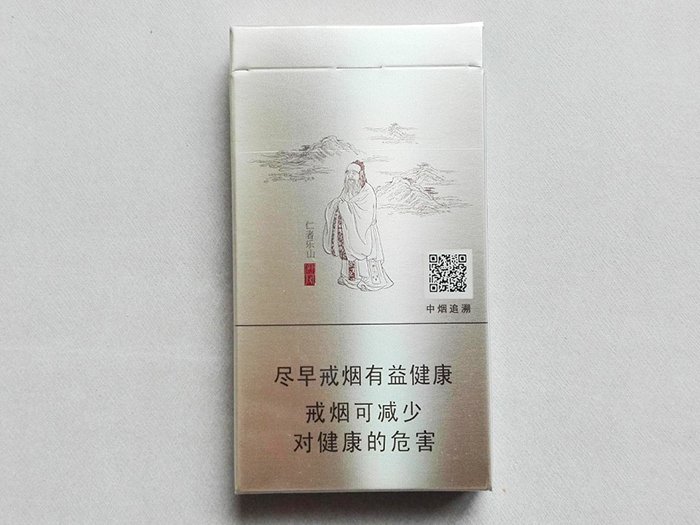 仁者乐山
中烟追溯
尽早戒烟有益健康
戒烟可减少
对健康的危害